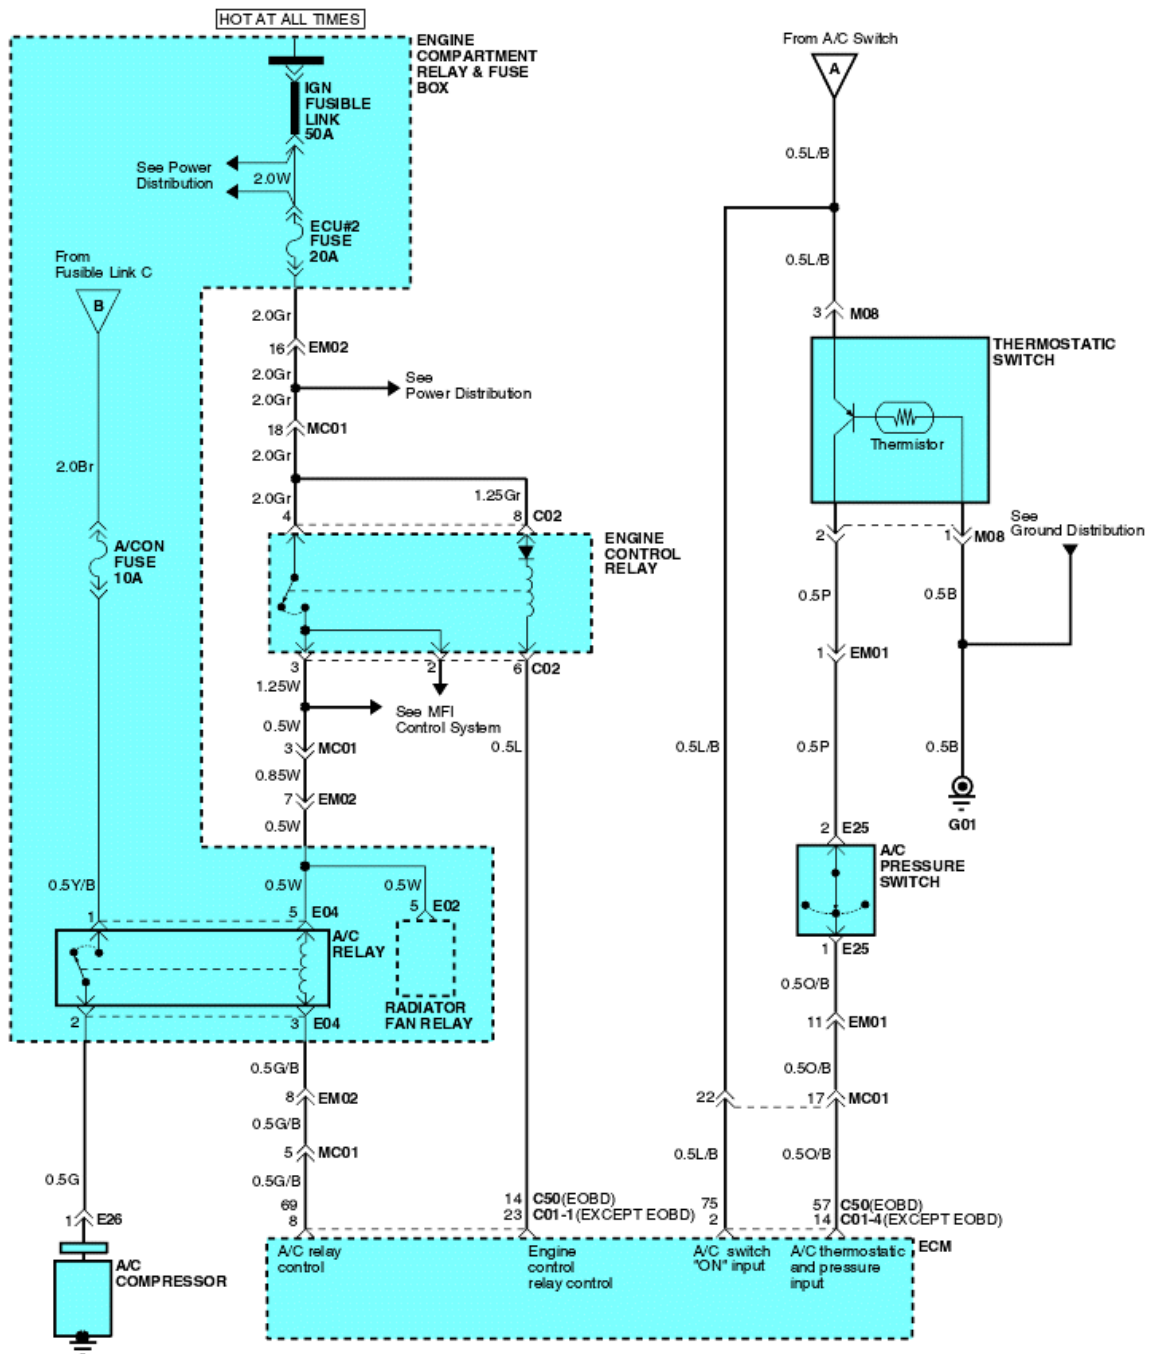 HOT AT ALL TIMES
ENGINE
COMPARTMENT
RELAY & FUSE
BOX
IGN
FUSIBLE
LINK
50A
See Power
Distribution
2.0W
ECU#2
FUSE
20A
From
Fusible Link C
B
2.0Gr
16
EM02
2.0Gr
See
Power Distribution
2.0Gr
18
MC01
2.0Gr
2.0Br
2.0Gr
1.25Gr
4
8
C02
A/CON
FUSE
10A
ENGINE
CONTROL
RELAY
3
2
6
C02
1.25W
See MFI
Control System
0.5W
3
MC01
0.5L
0.85W
7
EM02
0.5W
0.5Y/B
0.5W
0.5W
1
5
E04
5
E02
A/C
RELAY
RADIATOR
FAN RELAY
2
3
E04
0.5G/B
8
EM02
0.5G/B
5
MC01
0.5G
0.5G/B
69
8
1
E26
A/C
COMPRESSOR
From A/C Switch
A
0.5L/B
0.5L/B
3
M08
THERMOSTATIC
SWITCH
Thermistor
2
1
M08
See
Ground Distribution
0.5P
0.5B
1
EM01
0.5L/B
0.5P
0.5B
G01
2
E25
A/C
PRESSURE
SWITCH
1
E25
0.5O/B
11
EM01
0.5O/B
22
17
MC01
0.5L/B
0.5O/B
14
C50(EOBD)
23
C01-1(EXCEPT EOBD)
75
2
57
C50(EOBD)
14
C01-4(EXCEPT EOBD)
ECM
A/C relay
control
Engine
control
relay control
A/C switch
"ON" input
A/C thermostatic
and pressure
input